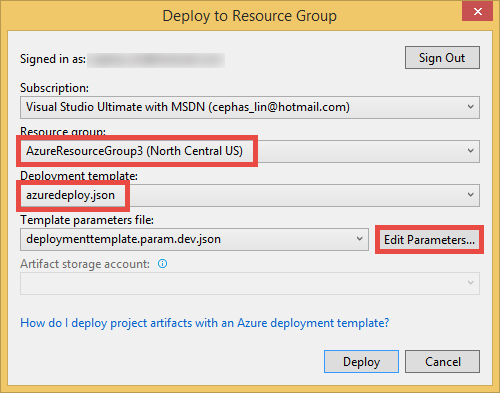 Deploy to Resource Group
Signed in as:
Sign Out
Subscription:
Visual Studio Ultimate with MSDN (cephas_lin@hotmail.com)
Resource group:
AzureResourceGroup3 (North Central US)
Deployment template:
azuredeploy.json
Template parameters file:
deploymenttemplate.param.dev.json
Edit Parameters...
Artifact storage account:
How do I deploy project artifacts with an Azure deployment template?
Deploy
Cancel